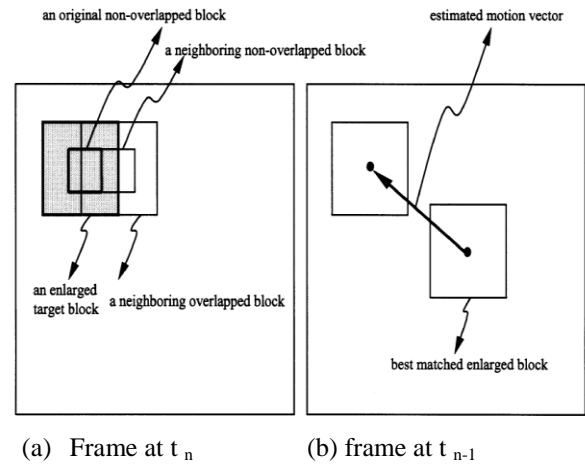 an original non-overlapped block
a neighboring non-overlapped block
estimated motion vector
an enlarged
target block
a neighboring overlapped block
best matched enlarged block
(a) Frame at t n
(b) frame at t n-1